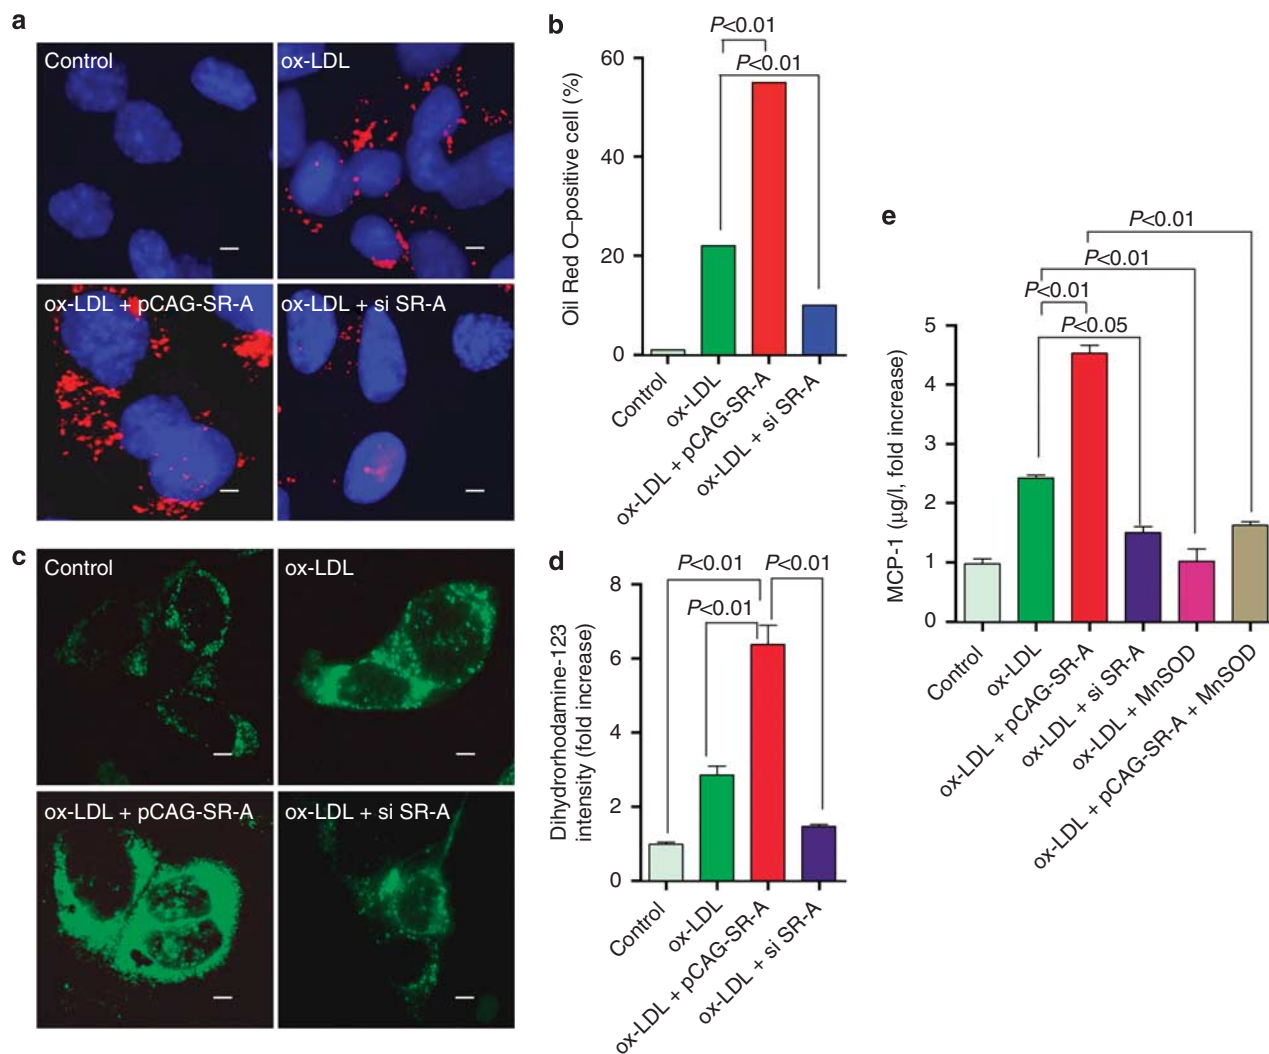 a
Control
ox-LDL
ox-LDL + pCAG-SR-A
ox-LDL + si SR-A
b
P<0.01
P<0.01
Oil Red O–positive cell (%)
60
40
20
0
Control
ox-LDL
ox-LDL + pCAG-SR-A
ox-LDL + si SR-A
c
Control
ox-LDL
ox-LDL + pCAG-SR-A
ox-LDL + si SR-A
d
P<0.01
P<0.01
P<0.01
Dihydrorhodamine-123
intensity (fold increase)
8
6
4
2
0
Control
ox-LDL
ox-LDL + pCAG-SR-A
ox-LDL + si SR-A
e
P<0.01
P<0.01
P<0.01
P<0.05
MCP-1 (μg/l, fold increase)
5
4
3
2
1
0
Control
ox-LDL
ox-LDL + pCAG-SR-A
ox-LDL + si SR-A
ox-LDL + MnSOD
ox-LDL + pCAG-SR-A + MnSOD